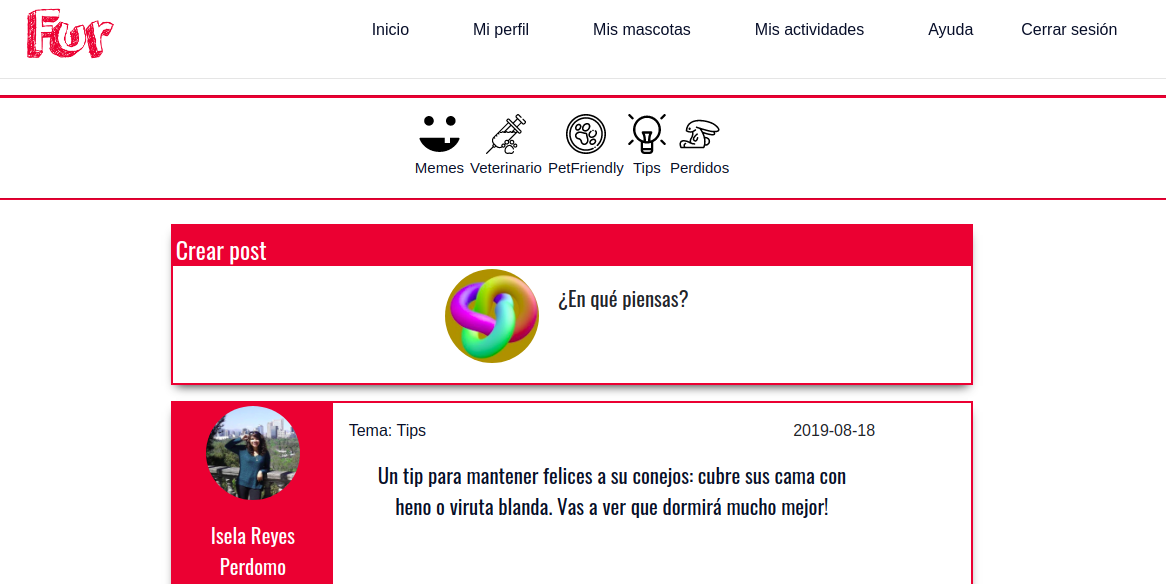 Fur
Inicio Mi perfil Mis mascotas Mis actividades Ayuda Cerrar sesión
Memes Veterinario PetFriendly Tips Perdidos
Crear post
¿En qué piensas?
Tema: Tips 2019-08-18
Un tip para mantener felices a su conejos: cubre sus cama con
heno o viruta blanda. Vas a ver que dormirá mucho mejor!
Isela Reyes
Perdomo